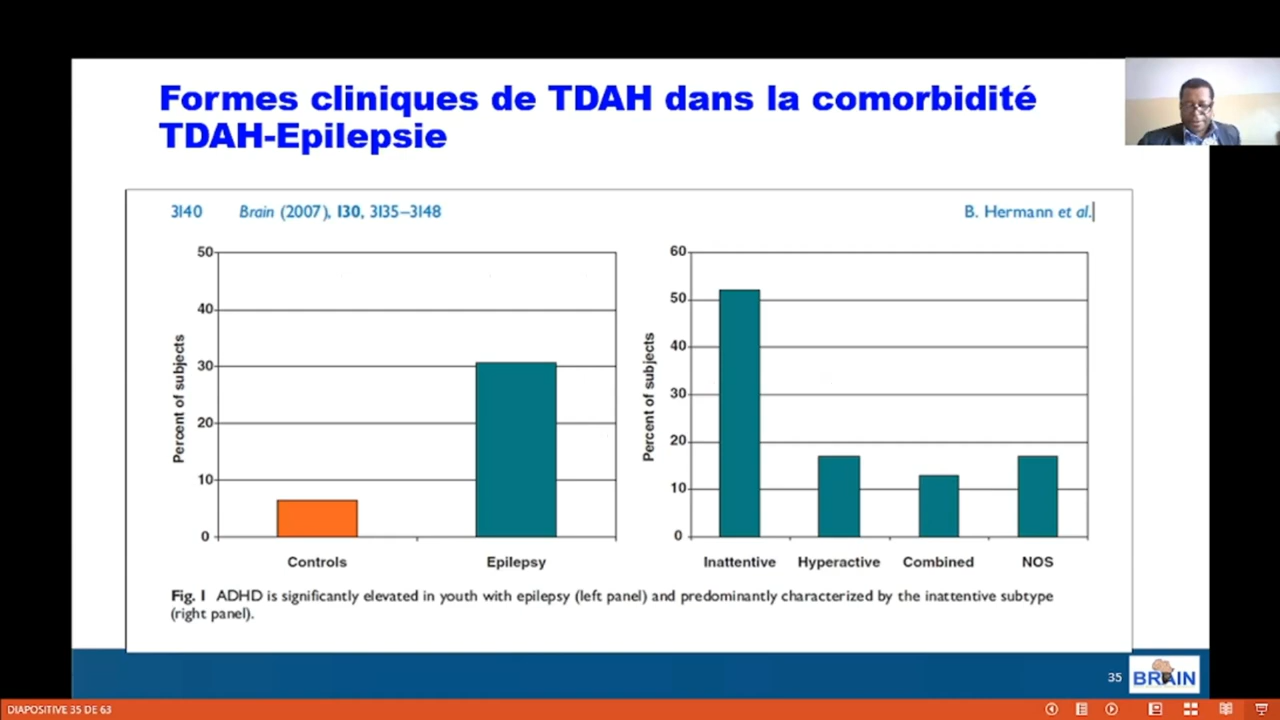 Formes cliniques de TDAH dans la comorbidité
TDAH-Epilepsie
3140 Brain (2007), 130, 3135–3148 B. Hermann et al.
50
40
30
20
10
0
Percent of subjects
Controls Epilepsy
60
50
40
30
20
10
0
Percent of subjects
Inattentive Hyperactive Combined NOS
Fig. 1 ADHD is significantly elevated in youth with epilepsy (left panel) and predominantly characterized by the inattentive subtype
(right panel).
35 BRAIN
DIAPOSITIVE 35 DE 63